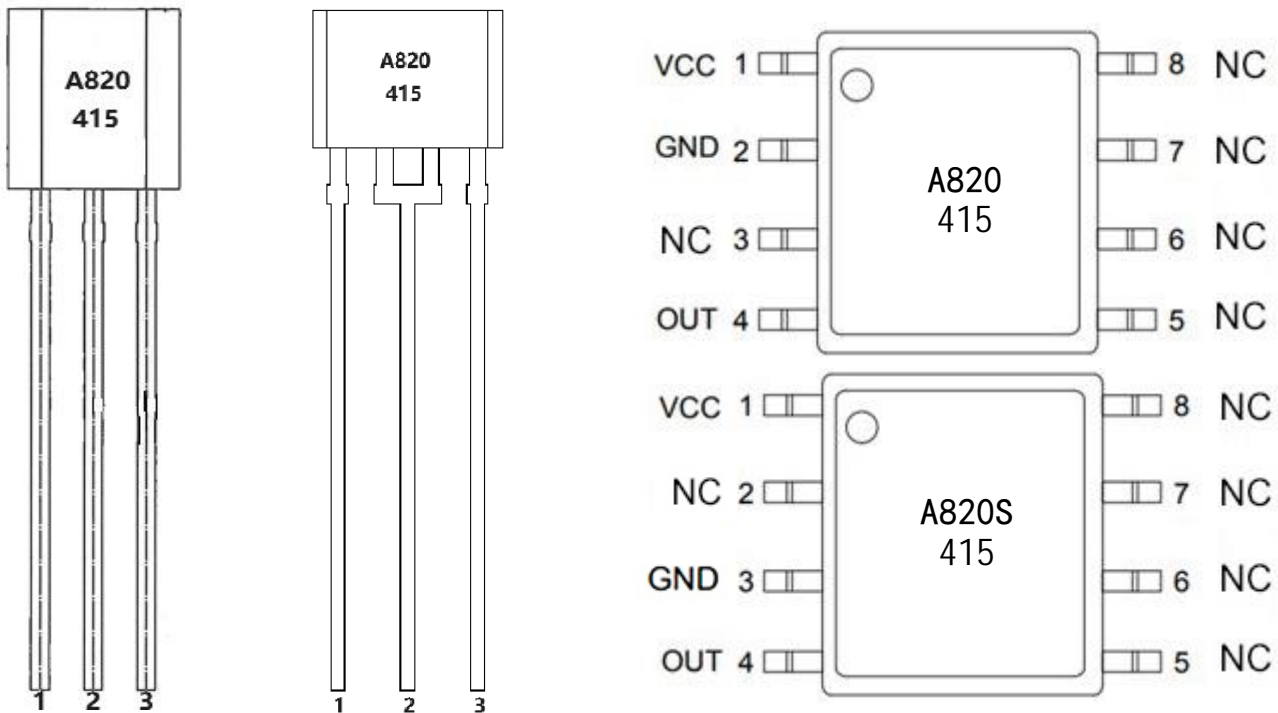 A820
415
1 2 3
A820
415
1 2 3
VCC 1 8 NC
GND 2 7 NC
A820
415
NC 3 6 NC
OUT 4 5 NC
VCC 1 8 NC
NC 2 7 NC
A820S
415
GND 3 6 NC
OUT 4 5 NC